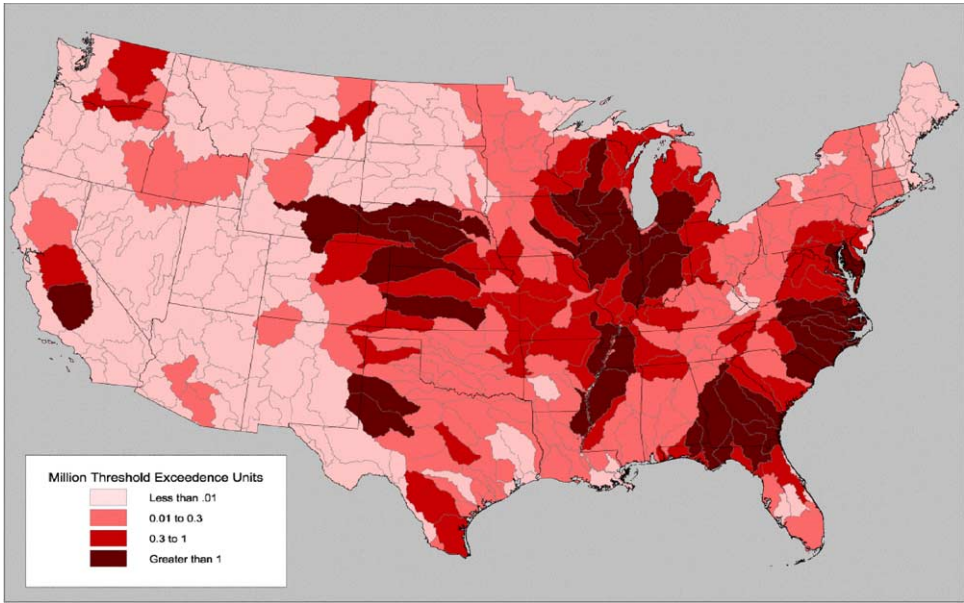 Million Threshold Exceedence Units
Less than .01
0.01 to 0.3
0.3 to 1
Greater than 1